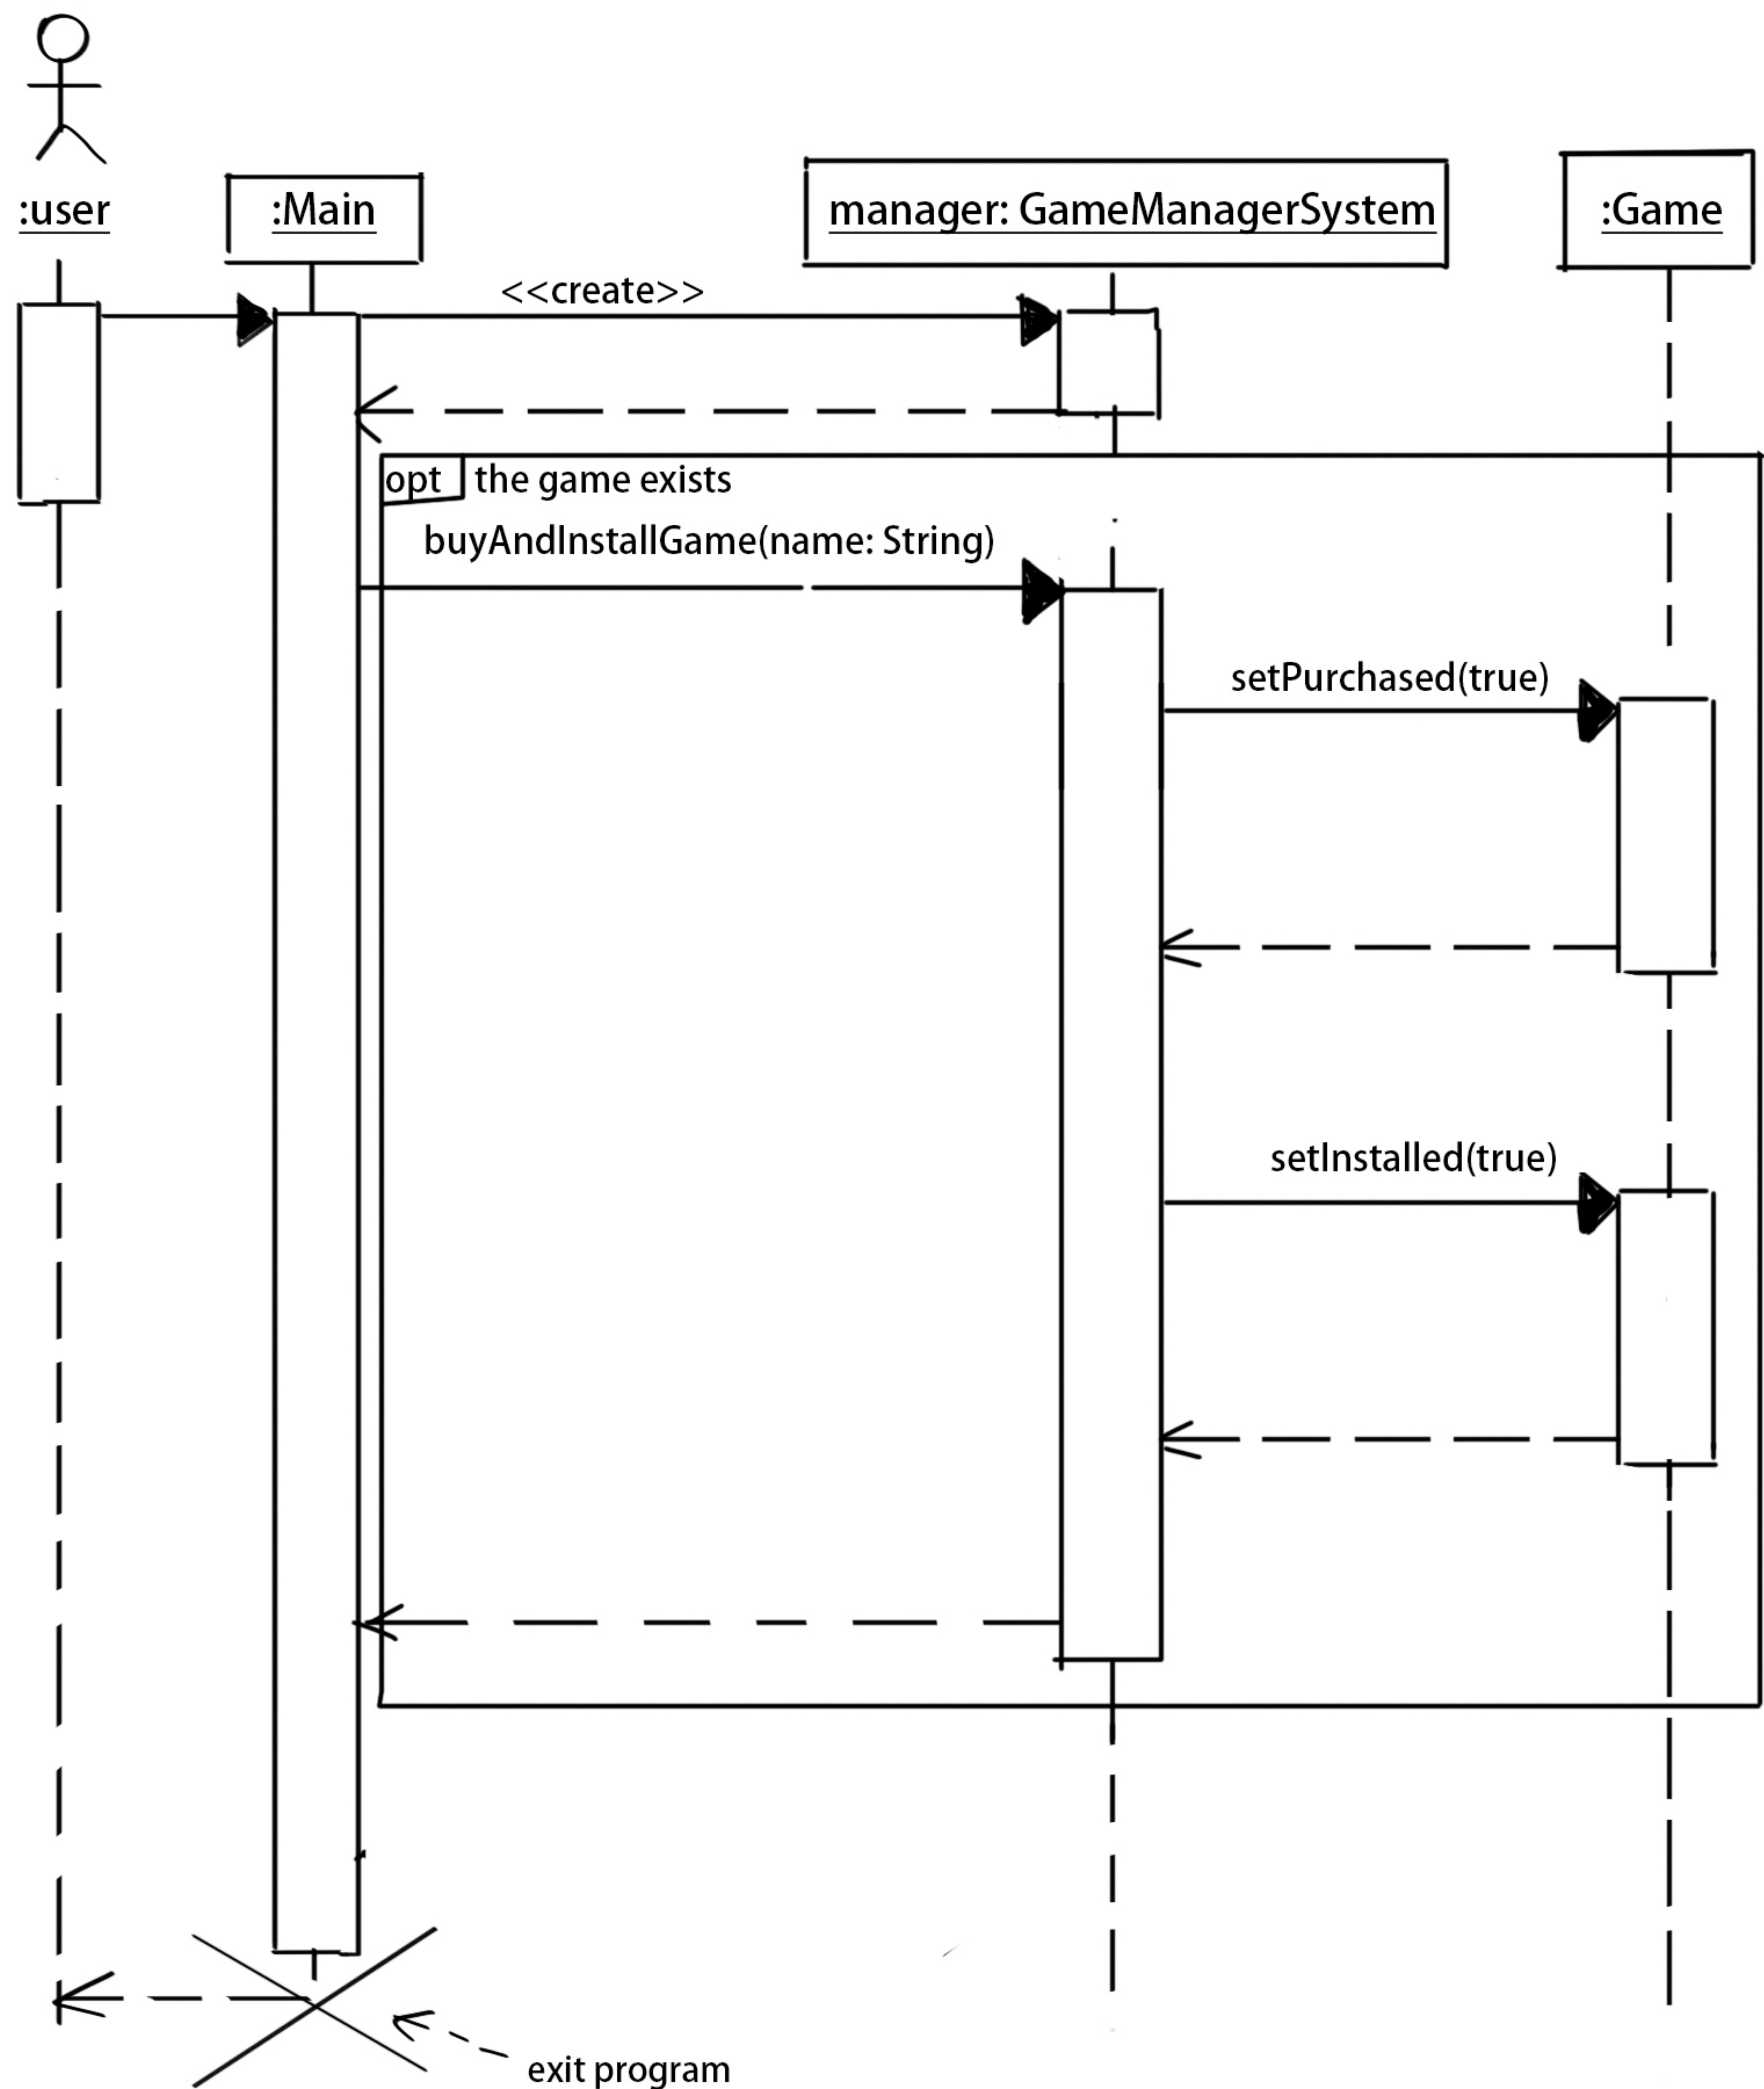 :user
:Main
manager: GameManagerSystem
:Game
<<create>>
opt
the game exists
buyAndInstallGame(name: String)
setPurchased(true)
setInstalled(true)
exit program